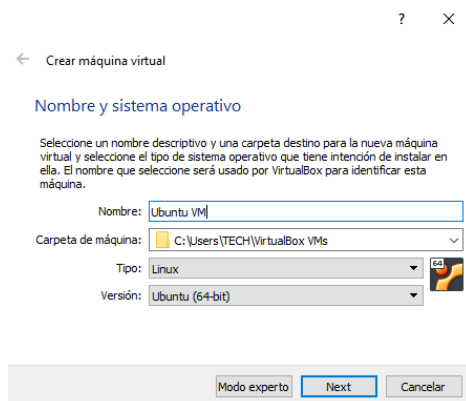 ?
Crear máquina virtual
Nombre y sistema operativo
Seleccione un nombre descriptivo y una carpeta destino para la nueva máquina
virtual y seleccione el tipo de sistema operativo que tiene intención de instalar en
ella. El nombre que seleccione será usado por VirtualBox para identificar esta
máquina.
Nombre: Ubuntu VM
Carpeta de máquina: C:\Users\TECH\VirtualBox VMs
Tipo: Linux
64
Versión: Ubuntu (64-bit)
Modo experto Next Cancelar